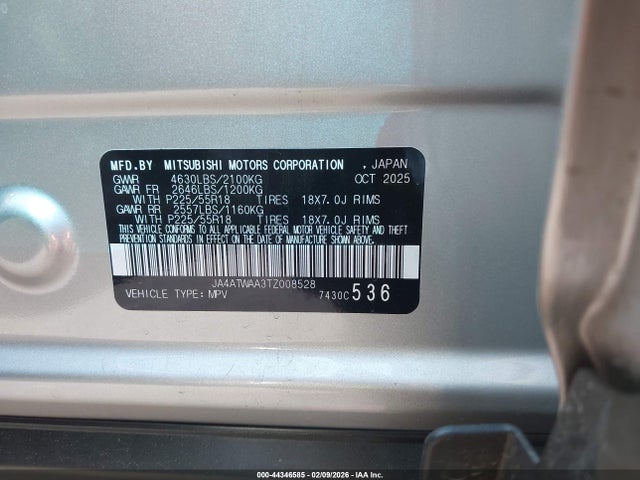 MFD.BY MITSUBISHI MOTORS CORPORATION , JAPAN
GVWR 4630LBS/2100KG OCT 2025
GAWR FR 2646LBS/1200KG
WITH P225/55R18 TIRES 18X7.0J RIMS
GAWR RR 2557LBS/1160KG
WITH P225/55R18 TIRES 18X7.0J RIMS
THIS VEHICLE CONFORMS TO ALL APPLICABLE FEDERAL MOTOR VEHICLE SAFETY AND THEFT
PREVENTION STANDARDS IN EFFECT ON THE DATE OF MANUFACTURE SHOWN ABOVE.
JA4ATWAA3TZ008528
VEHICLE TYPE: MPV 7430C 536
000-44346585 - 02/09/2026 - IAA Inc.